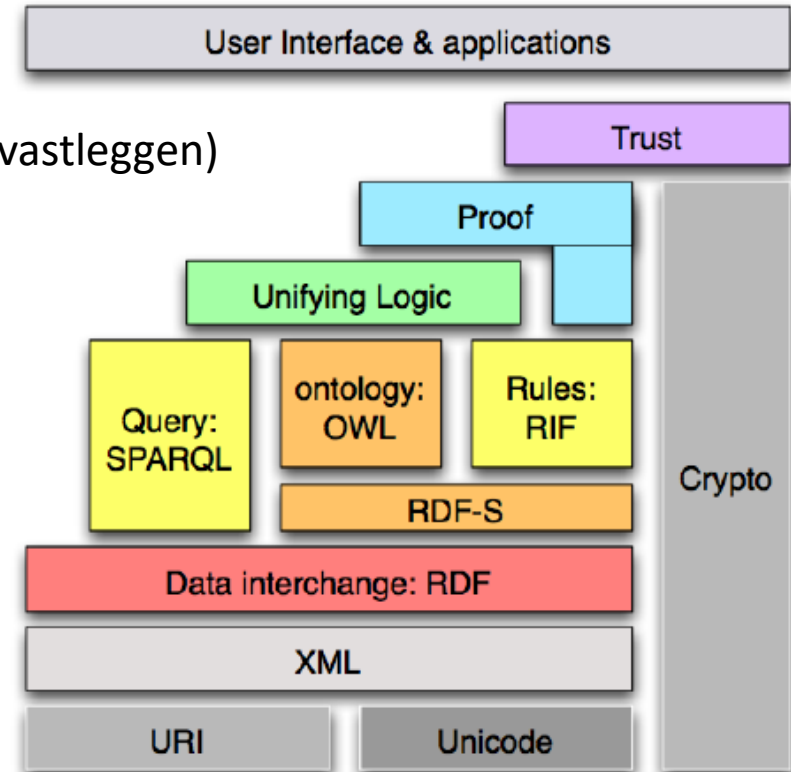 User Interface & applications
vastleggen)
Trust
Proof
Unifying Logic
Query:
SPARQL
ontology:
OWL
Rules:
RIF
Crypto
RDF-S
Data interchange: RDF
XML
URI
Unicode